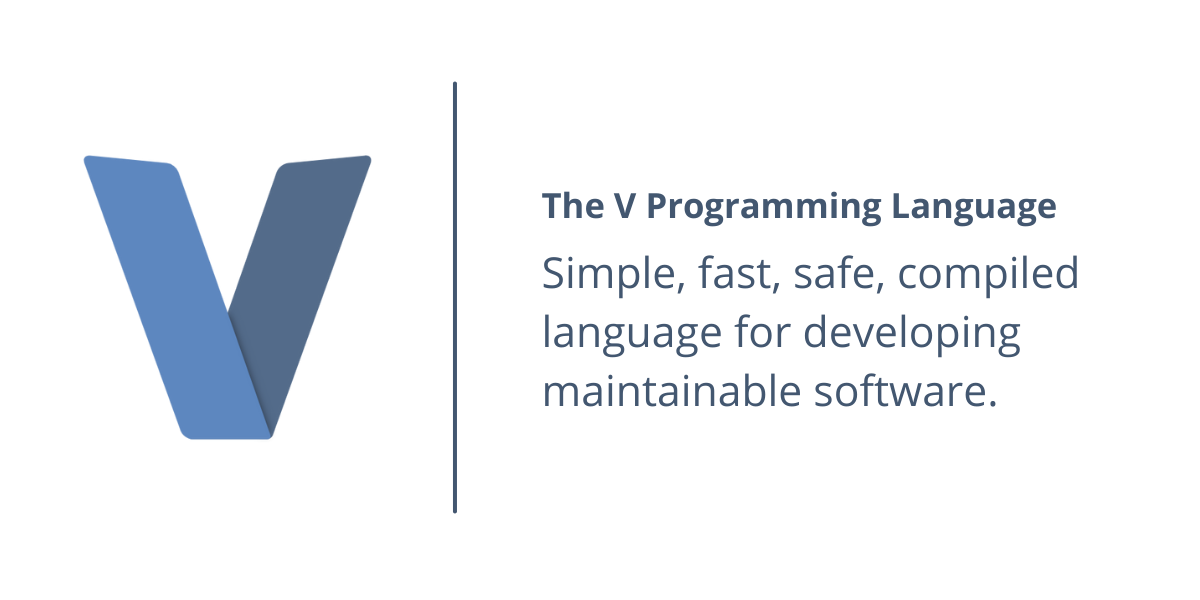 The V Programming Language
Simple, fast, safe, compiled
language for developing
maintainable software.